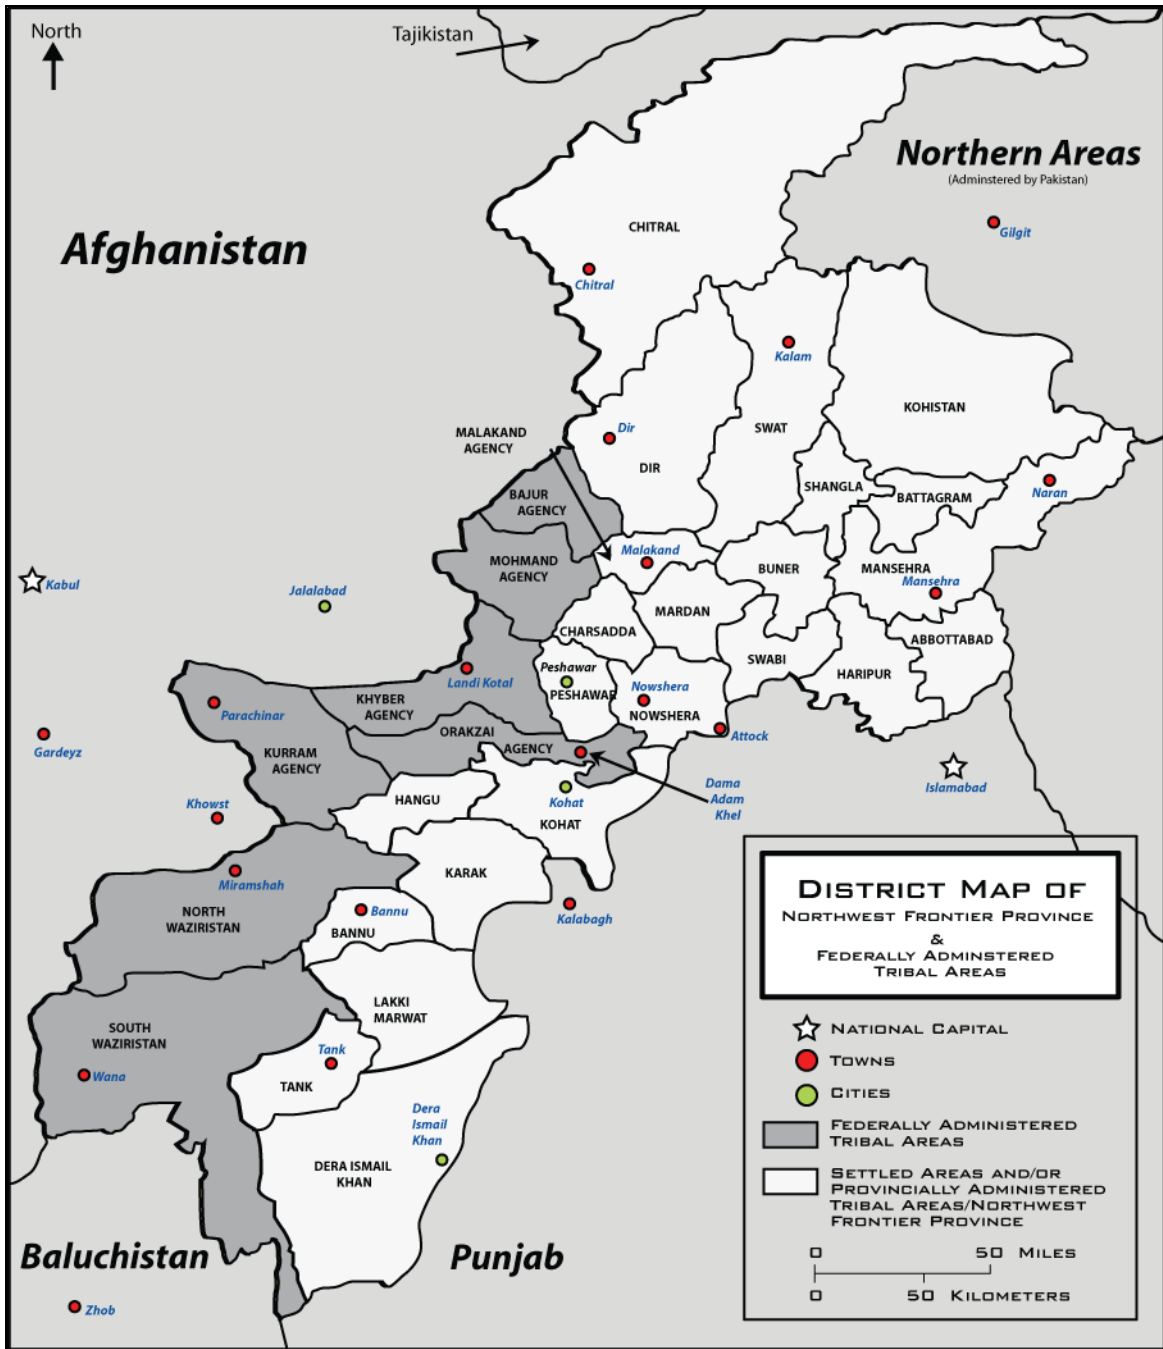 North
Tajikistan
Northern Areas
(Adminstered by Pakistan)
Gilgit
Afghanistan
CHITRAL
Chitral
Kalam
KOHISTAN
Dir
SWAT
MALAKAND
AGENCY
DIR
SHANGLA
BATTAGRAM
Naran
BAJUR
AGENCY
MOHMAND
AGENCY
Malakand
BUNER
MANSEHRA
Mansehra
Kabul
Jalalabad
MARDAN
CHARSADDA
ABBOTTABAD
SWABI
HARIPUR
Peshawar
PESHAWAR
Landi Kotal
Nowshera
NOWSHERA
KHYBER
AGENCY
Parachinar
ORAKZAI
AGENCY
Attock
Gardeyz
KURRAM
AGENCY
Dama
Adam
Khel
Islamabad
Khowst
HANGU
Kohat
KOHAT
KARAK
Miramshah
NORTH
WAZIRISTAN
Bannu
BANNU
Kalabagh
LAKKI
MARWAT
SOUTH
WAZIRISTAN
Wana
Tank
TANK
Dera
Ismail
Khan
DERA ISMAIL
KHAN
Baluchistan
Punjab
Zhob
DISTRICT MAP OF
NORTHWEST FRONTIER PROVINCE
&
FEDERALLY ADMINSTERED
TRIBAL AREAS
NATIONAL CAPITAL
TOWNS
CITIES
FEDERALLY ADMINISTERED
TRIBAL AREAS
SETTLED AREAS AND/OR
PROVINCIALLY ADMINISTERED
TRIBAL AREAS/NORTHWEST
FRONTIER PROVINCE
0 50 MILES
0 50 KILOMETERS